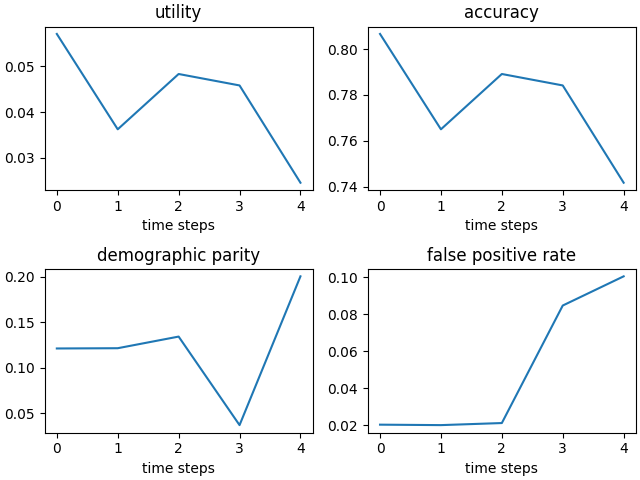 utility
0.05
0.04
0.03
0 1 2 3 4
time steps
accuracy
0.80
0.78
0.76
0.74
0 1 2 3 4
time steps
demographic parity
0.20
0.15
0.10
0.05
0 1 2 3 4
time steps
false positive rate
0.10
0.08
0.06
0.04
0.02
0 1 2 3 4
time steps